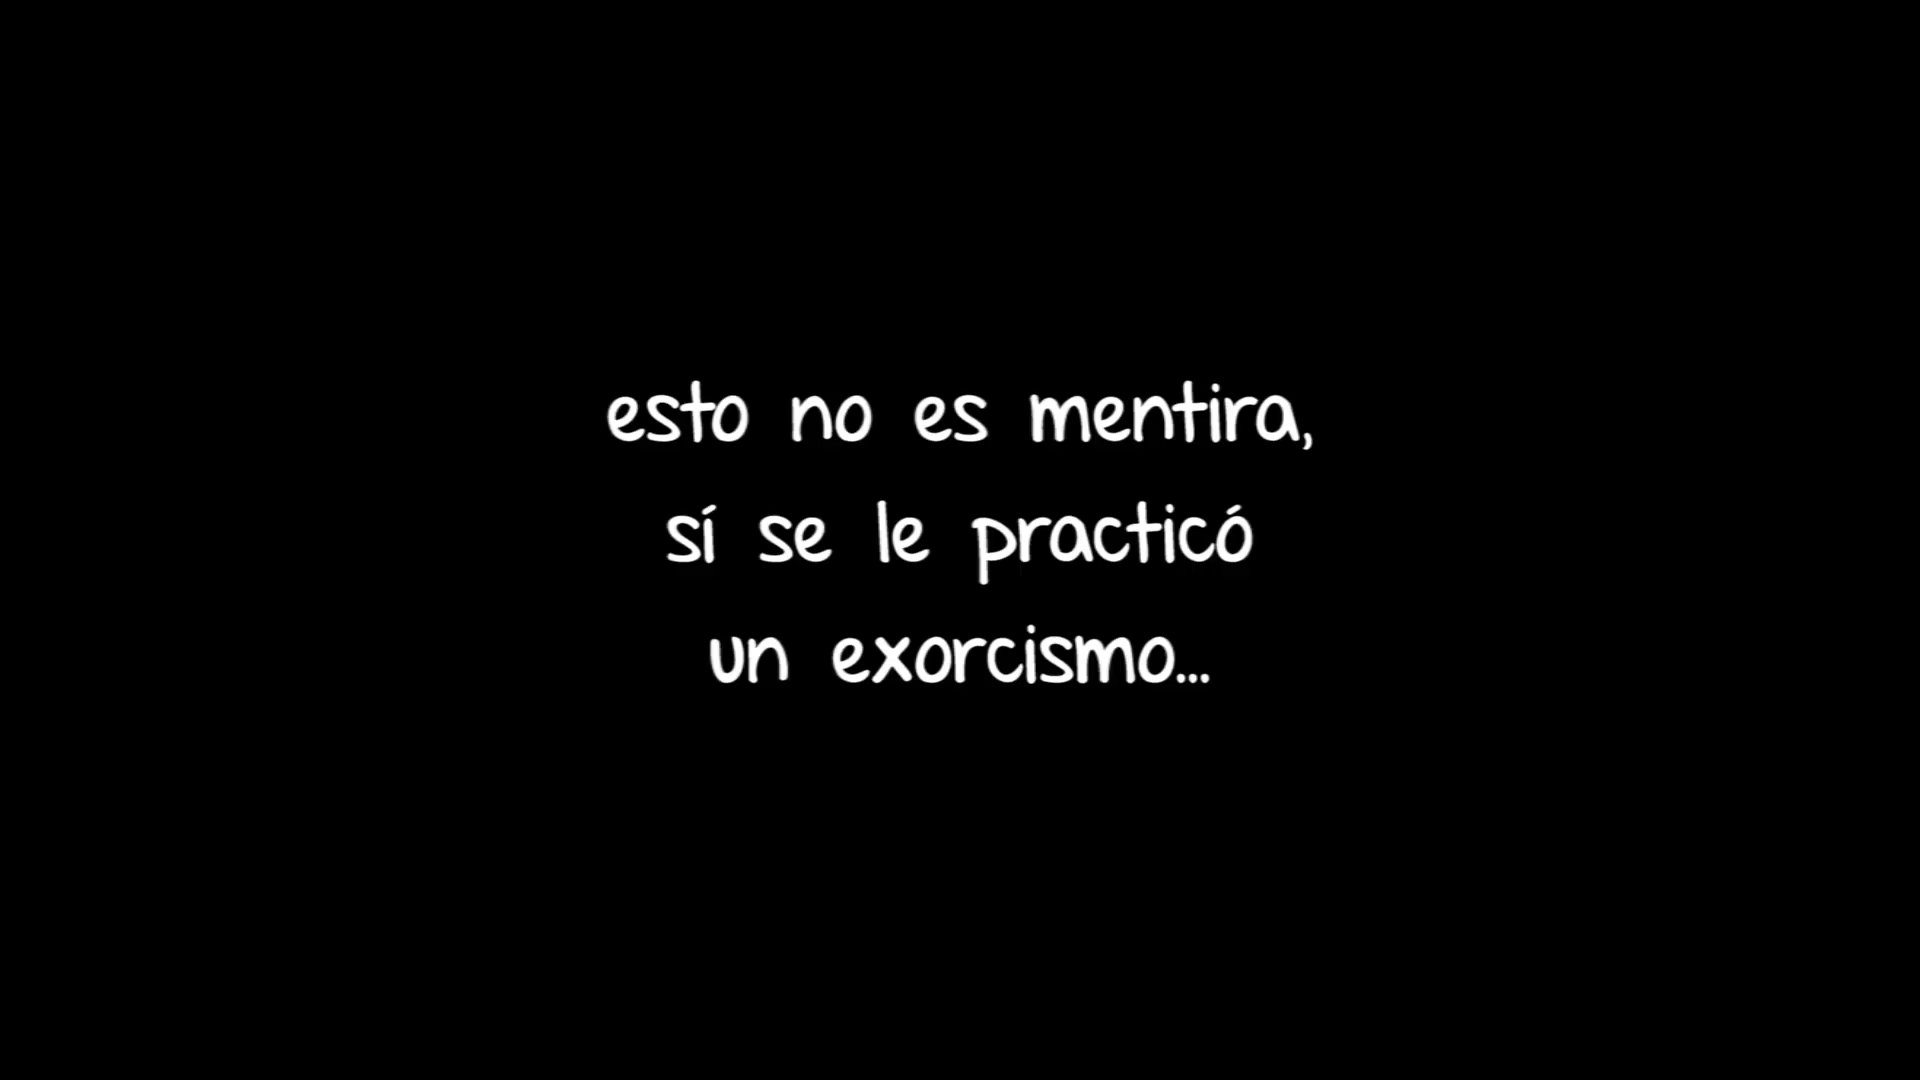 esto no es mentira,
sí se le practicó
un exorcismo...